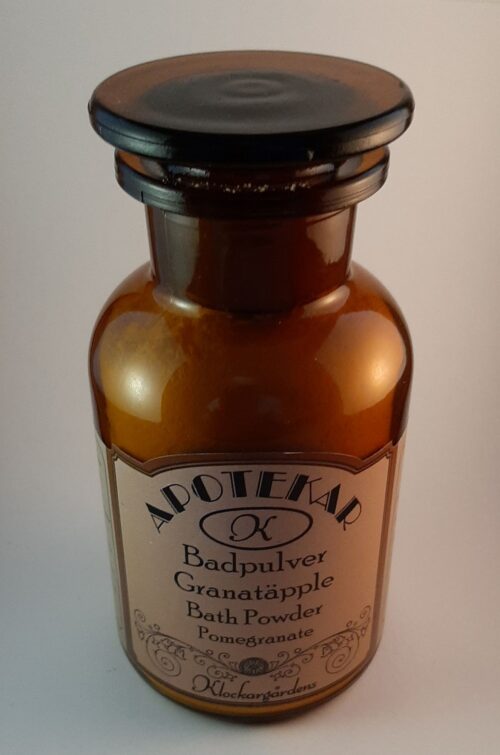 APOTEKAR
K
Badpulver
Granatäpple
Bath Powder
Pomegranate
Klockargårdens